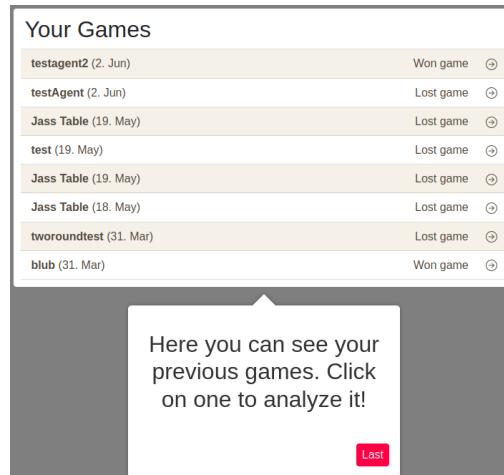 Your Games
testagent2 (2. Jun) Won game
testAgent (2. Jun) Lost game
Jass Table (19. May) Lost game
test (19. May) Lost game
Jass Table (19. May) Lost game
Jass Table (18. May) Lost game
tworoundtest (31. Mar) Lost game
blub (31. Mar) Won game
Here you can see your
previous games. Click
on one to analyze it!
Last